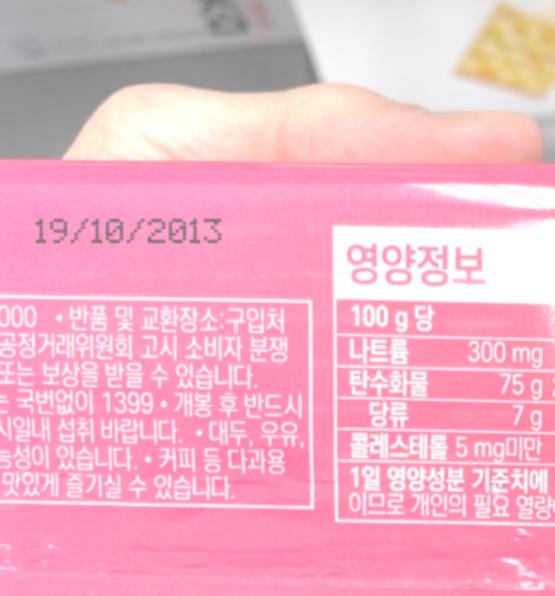 19/10/2013
000 • 반품 및 교환장소:구입처
공정거래위원회 고시 소비자 분쟁
또는 보상을 받을 수 있습니다.
국번없이 1399 • 개봉 후 반드시
시일내 섭취 바랍니다. • 대두, 우유,
능성이 있습니다. • 커피 등 다과용
맛있게 즐기실 수 있습니다.
영양정보
100 g 당
나트륨 300 mg
탄수화물 75 g
당류 7 g
콜레스테롤 5 mg미만
1일 영양성분 기준치에
이므로 개인의 필요 열량